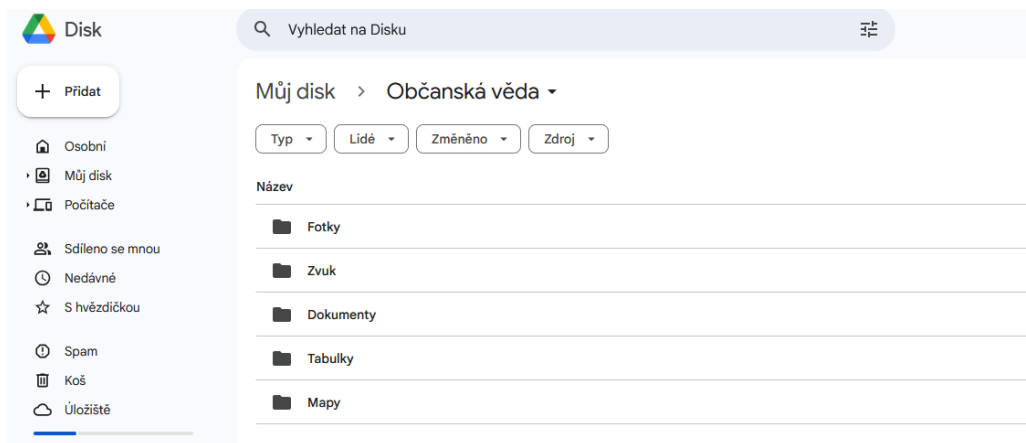 Disk
Vyhledat na Disku
Přidat
Můj disk > Občanská věda
Typ
Lidé
Změněno
Zdroj
Osobní
Můj disk
Počítače
Sdíleno se mnou
Nedávné
S hvězdičkou
Spam
Koš
Úložiště
Název
Fotky
Zvuk
Dokumenty
Tabulky
Mapy